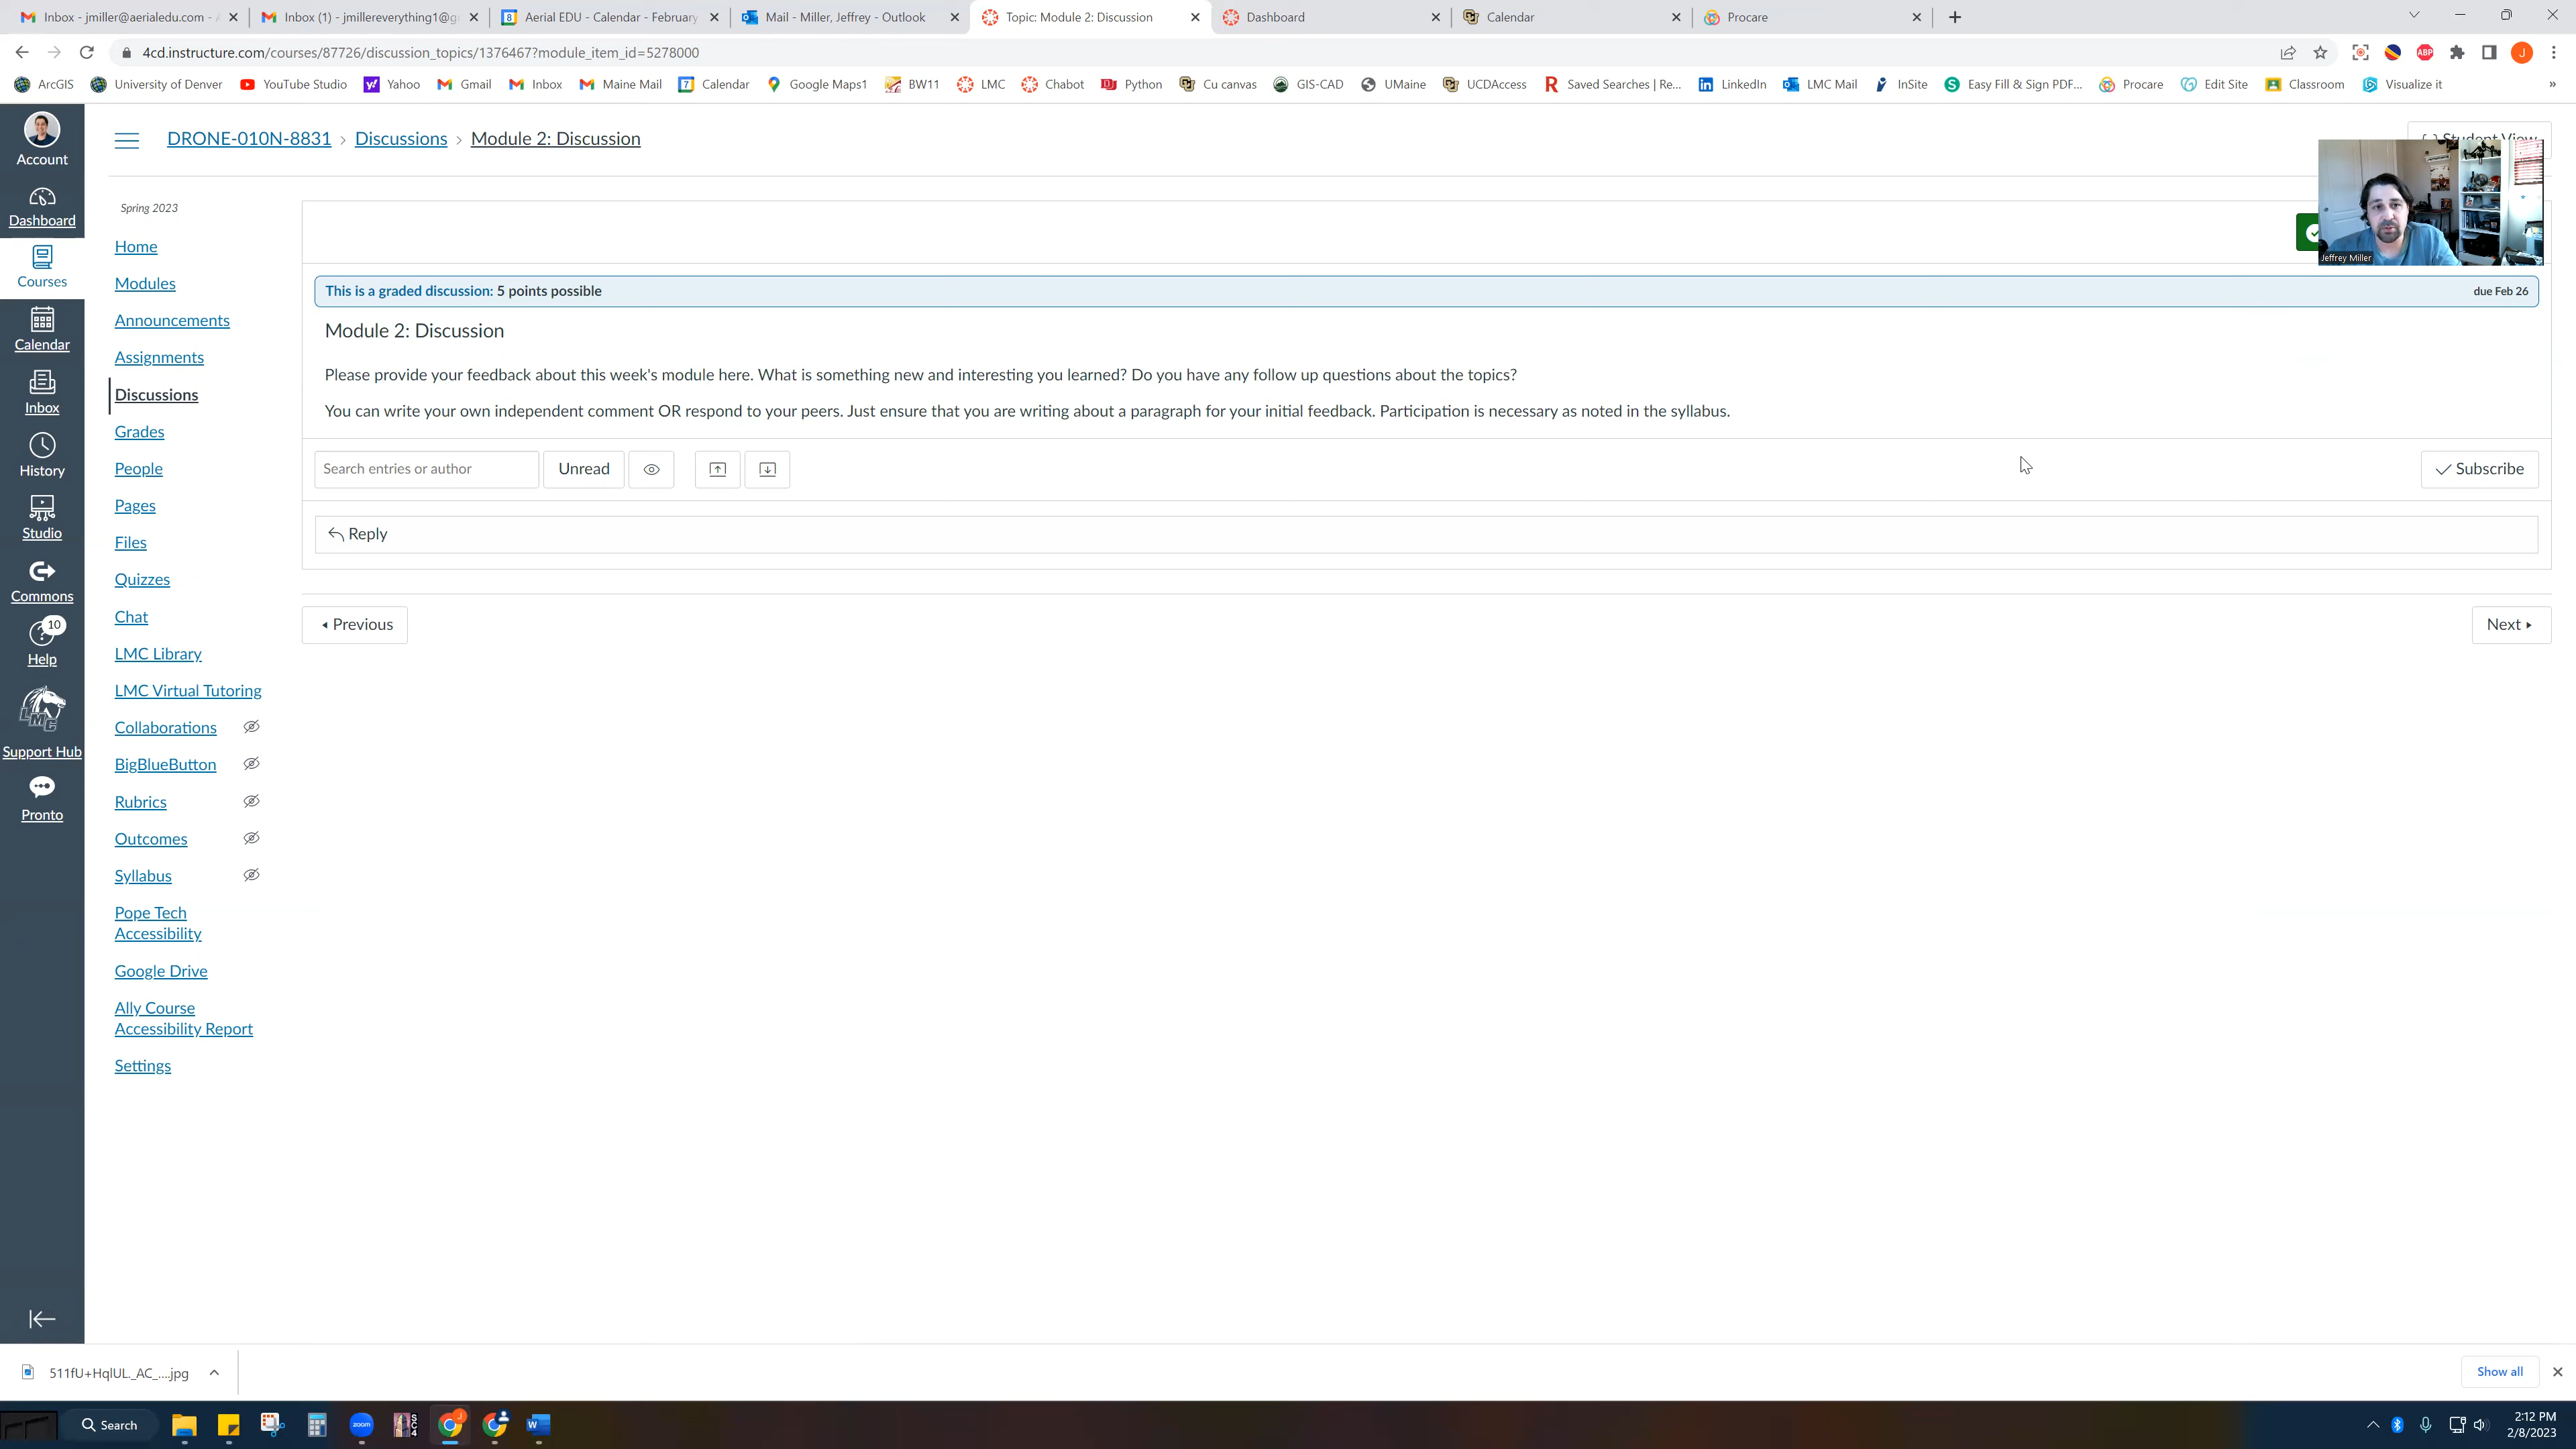 Inbox - jmiller@aerialedu.com -
Inbox (1) - jmillereverything1@g
Aerial EDU - Calendar - February
Mail - Miller, Jeffrey - Outlook
Topic: Module 2: Discussion
Dashboard
Calendar
Procare
4cd.instructure.com/courses/87726/discussion_topics/1376467?module_item_id=5278000
ABP
J
ArcGIS
University of Denver
YouTube Studio
Yahoo
Gmail
Inbox
Maine Mail
Calendar
Google Maps1
BW11
LMC
Chabot
Python
Cu canvas
GIS-CAD
UMaine
UCDAccess
Saved Searches | Re...
LinkedIn
LMC Mail
InSite
Easy Fill & Sign PDF...
Procare
Edit Site
Classroom
Visualize it
»
Account
Dashboard
Courses
Calendar
Inbox
History
Studio
Commons
10
Help
LMC
Support Hub
Pronto
DRONE-010N-8831 › Discussions › Module 2: Discussion
Student View
Jeffrey Miller
Spring 2023
Home
Modules
Announcements
Assignments
Discussions
Grades
People
Pages
Files
Quizzes
Chat
LMC Library
LMC Virtual Tutoring
Collaborations
BigBlueButton
Rubrics
Outcomes
Syllabus
Pope Tech
Accessibility
Google Drive
Ally Course
Accessibility Report
Settings
This is a graded discussion: 5 points possible
due Feb 26
Module 2: Discussion
Please provide your feedback about this week's module here. What is something new and interesting you learned? Do you have any follow up questions about the topics?
You can write your own independent comment OR respond to your peers. Just ensure that you are writing about a paragraph for your initial feedback. Participation is necessary as noted in the syllabus.
Search entries or author
Unread
Subscribe
Reply
Previous
Next
511fU+HqlUL._AC_....jpg
Show all
Search
zoom
SC4
J
W
2:12 PM
2/8/2023